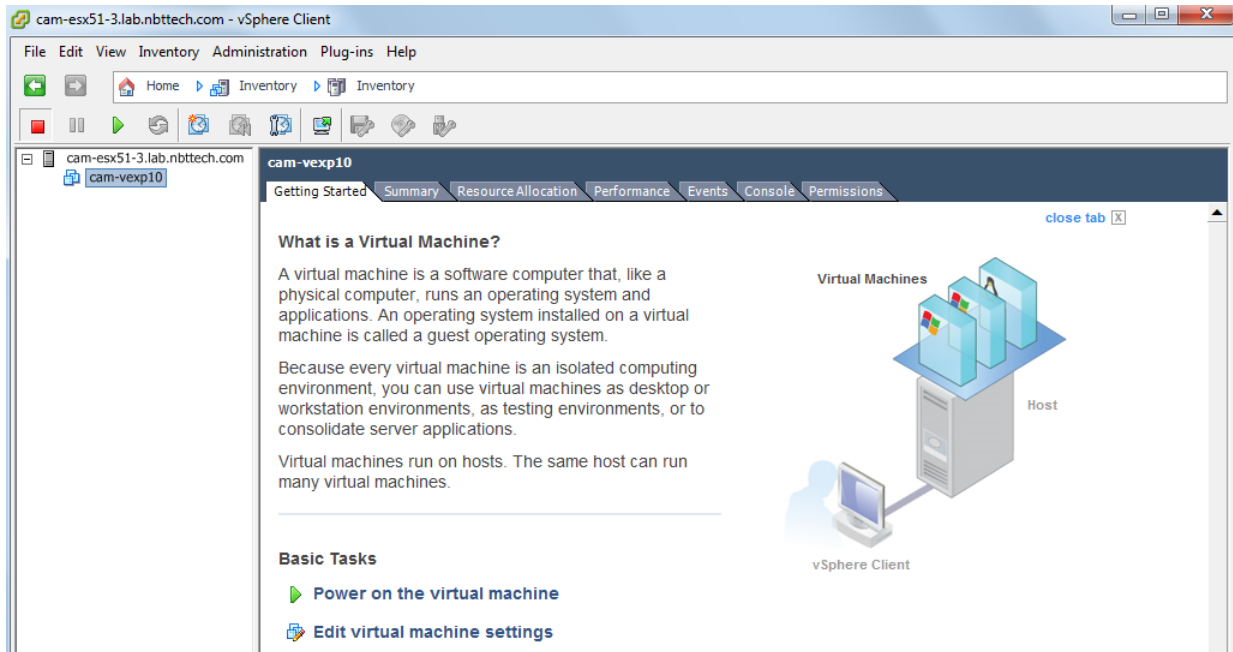 cam-esx51-3.lab.nbttech.com - vSphere Client
File Edit View Inventory Administration Plug-ins Help
Home Inventory Inventory
cam-esx51-3.lab.nbttech.com
cam-vexp10
cam-vexp10
Getting Started Summary Resource Allocation Performance Events Console Permissions
close tab X
What is a Virtual Machine?
A virtual machine is a software computer that, like a
physical computer, runs an operating system and
applications. An operating system installed on a virtual
machine is called a guest operating system.
Because every virtual machine is an isolated computing
environment, you can use virtual machines as desktop or
workstation environments, as testing environments, or to
consolidate server applications.
Virtual machines run on hosts. The same host can run
many virtual machines.
Virtual Machines
Host
vSphere Client
Basic Tasks
Power on the virtual machine
Edit virtual machine settings